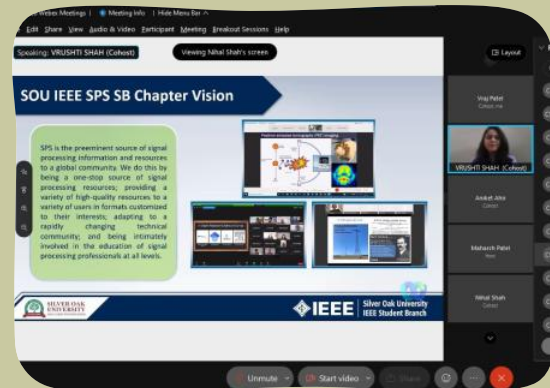 Webex Meetings | Meeting Info | Hide Menu Bar
Edit Share View Audio & Video Participant Meeting Breakout Sessions Help
Speaking: VRUSHTI SHAH (Cohost)
Viewing Nihal Shah's screen
Layout
SOU IEEE SPS SB Chapter Vision
SPS is the preeminent source of signal
processing information and resources
to a global community. We do this by
being a one-stop source of signal
processing resources; providing a
variety of high-quality resources to a
variety of users in formats customized
to their interests; adapting to a
rapidly changing technical
community; and being intimately
involved in the education of signal
processing professionals at all levels.
Viraj Patel
VRUSHTI SHAH (Cohost)
Aniket Ahir
Cohost
Maharsh Patel
Host
Nihal Shah
Cohost
SILVER OAK
UNIVERSITY
IEEE
Silver Oak University
IEEE Student Branch
Unmute
Start video
Share